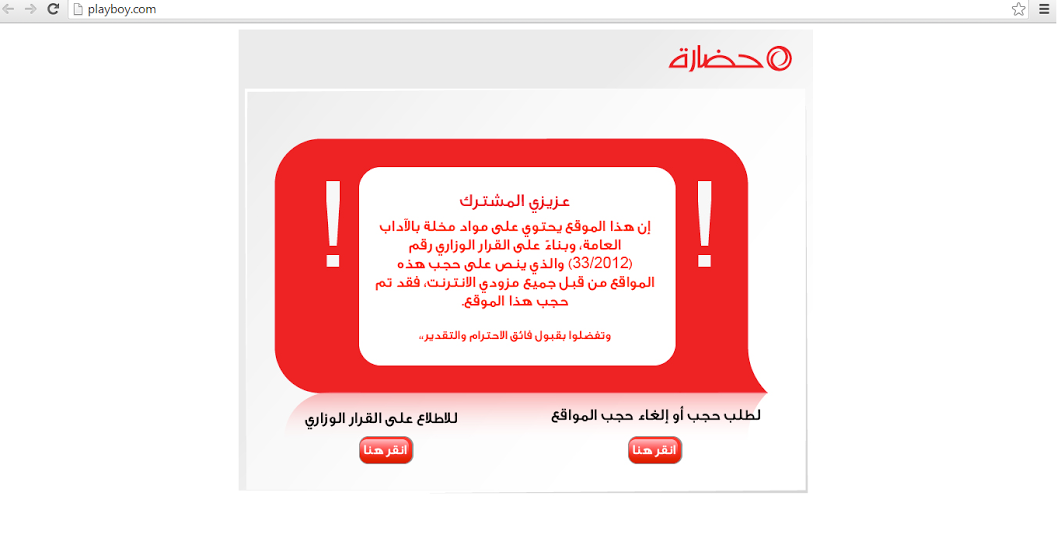 playboy.com
حضارة
عزيزي المشترك
إن هذا الموقع يحتوي على مواد مخلة بالآداب
العامة، وبناءً على القرار الوزاري رقم
(33/2012) والذي ينص على حجب هذه
المواقع من قبل جميع مزودي الانترنت، فقد تم
حجب هذا الموقع.
وتفضلوا بقبول فائق الاحترام والتقدير،،
! !
لطلب حجب أو إلغاء حجب المواقع
انقر هنا
للاطلاع على القرار الوزاري
انقر هنا